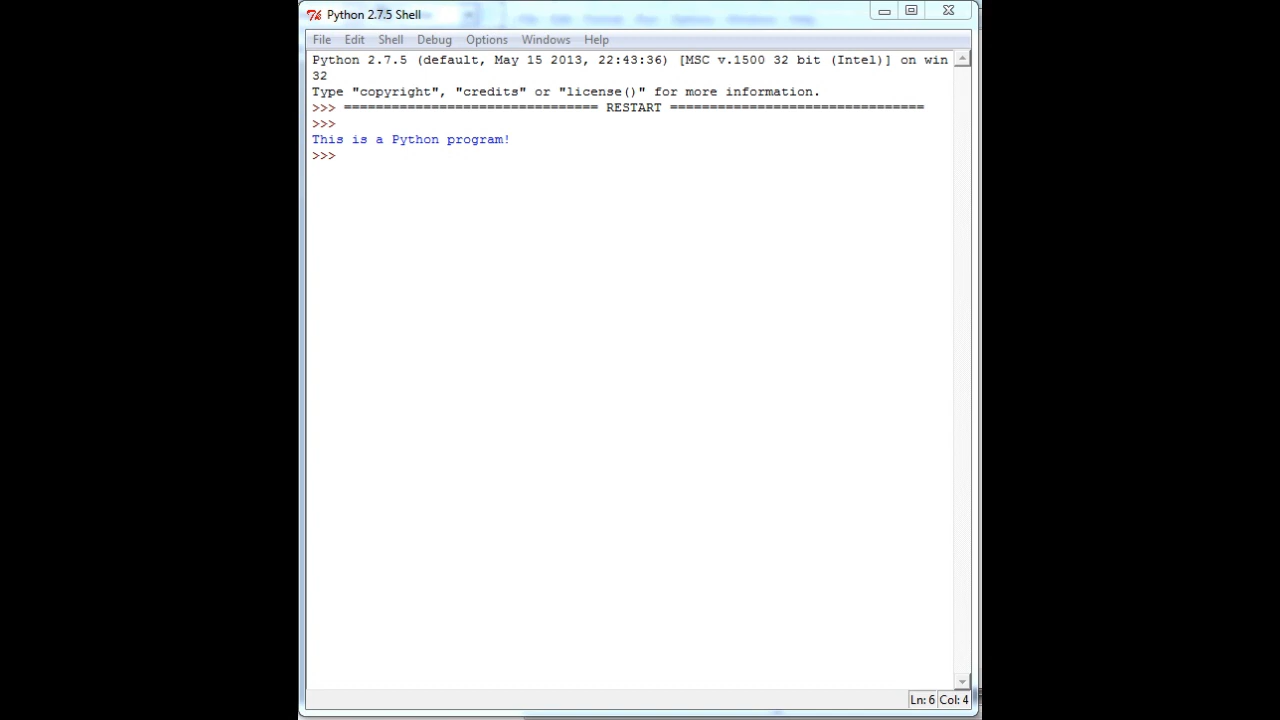 Python 2.7.5 Shell
File Edit Shell Debug Options Windows Help
Python 2.7.5 (default, May 15 2013, 22:43:36) [MSC v.1500 32 bit (Intel)] on win
32
Type "copyright", "credits" or "license()" for more information.
>>> ================================ RESTART ================================
>>>
This is a Python program!
>>>
Ln: 6 Col: 4